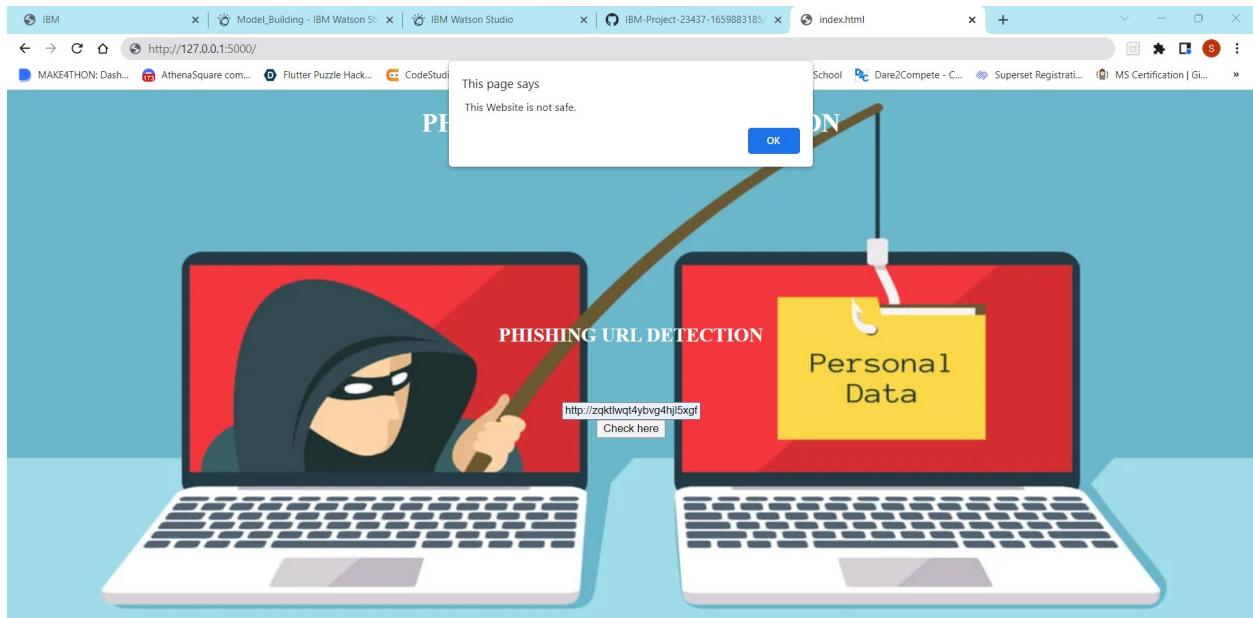 IBM
Model_Building - IBM Watson St
IBM Watson Studio
IBM-Project-23437-1659883185/
index.html
http://127.0.0.1:5000/
MAKE4THON: Dash...
AthenaSquare com...
Flutter Puzzle Hack...
CodeStudi
School
Dare2Compete - C...
Superset Registrati...
MS Certification | Gi...
»
S
This page says
This Website is not safe.
OK
PH
ON
PHISHING URL DETECTION
Personal
Data
http://zqktlwqt4ybvg4hjl5xgf
Check here